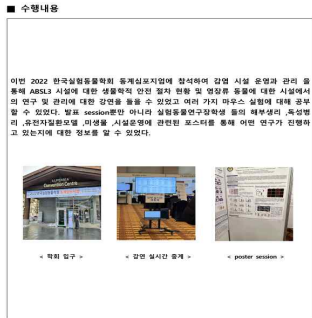 ■ 수행내용
이번 2022 한국실험동물학회 동계심포지엄에 참석하여 감염 시설 운영과 관리 을
통해 ABSL3 시설에 대한 생물학적 안전 절차 현황 및 영장류 동물에 대한 시설에서
의 연구 및 관리에 대한 강연을 들을 수 있었고 여러 가지 마우스 실험에 대해 공부
할 수 있었다. 발표 session뿐만 아니라 실험동물연구장학생 들의 해부생리 ,독성병
리 ,유전자질환모델 ,미생물 ,시설운영에 관련된 포스터를 통해 어떤 연구가 진행하
고 있는지에 대한 정보를 알 수 있었다.
Convention Centre
< 학회 입구 >
< 강연 실시간 중계 >
< poster session >